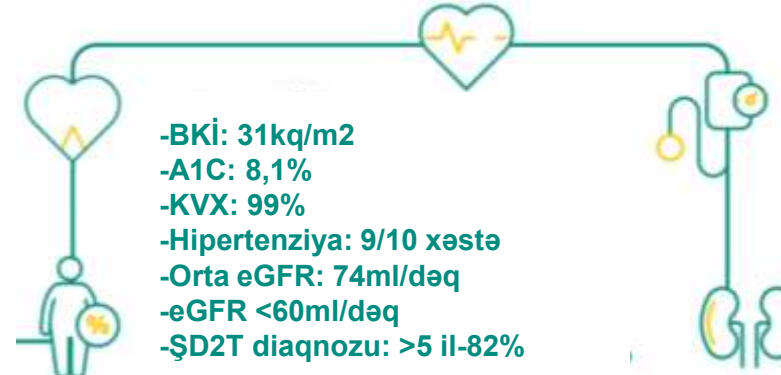 -BKİ: 31kq/m2
-A1C: 8,1%
-KVX: 99%
-Hipertenziya: 9/10 xəstə
-Orta eGFR: 74ml/dəq
-eGFR <60ml/dəq
-ŞD2T diaqnozu: >5 il-82%
%